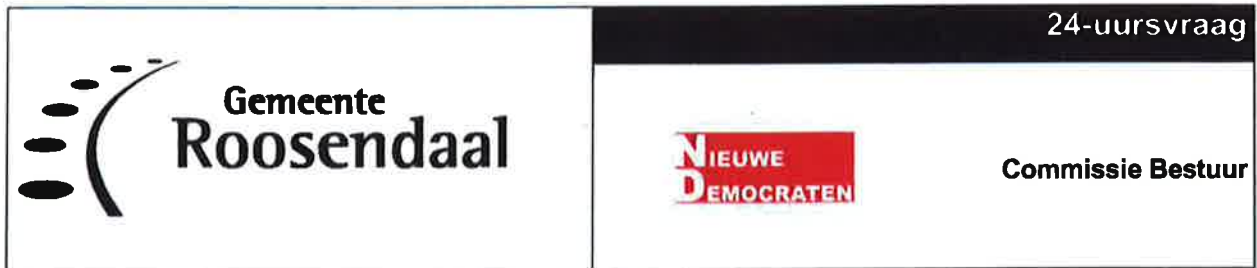 24-uursvraag
Gemeente
Roosendaal
NIEUWE
DEMOCRATEN
Commissie Bestuur